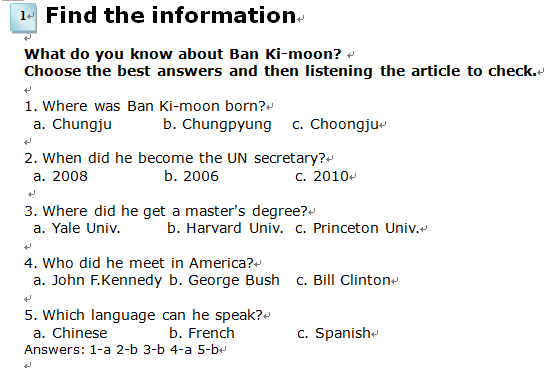 1 Find the information
What do you know about Ban Ki-moon?
Choose the best answers and then listening the article to check.
1. Where was Ban Ki-moon born?
a. Chungju b. Chungpyung c. Choongju
2. When did he become the UN secretary?
a. 2008 b. 2006 c. 2010
3. Where did he get a master's degree?
a. Yale Univ. b. Harvard Univ. c. Princeton Univ.
4. Who did he meet in America?
a. John F.Kennedy b. George Bush c. Bill Clinton
5. Which language can he speak?
a. Chinese b. French c. Spanish
Answers: 1-a 2-b 3-b 4-a 5-b